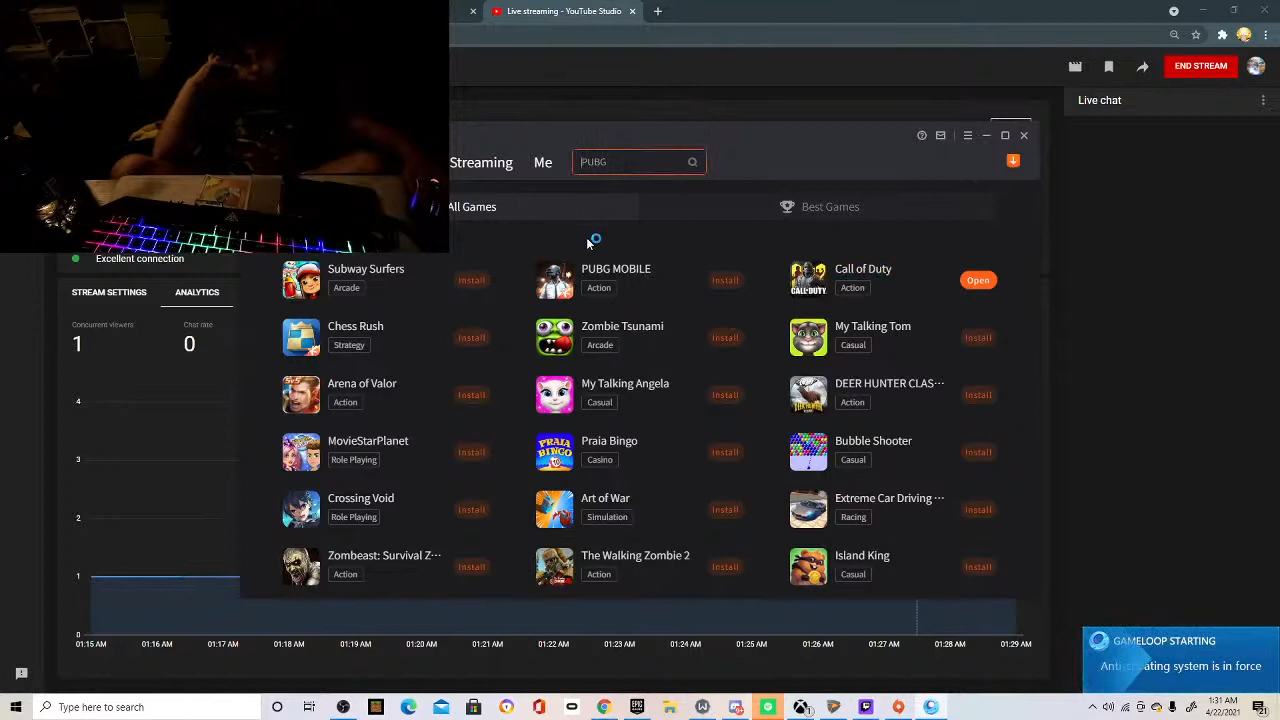 Live streaming - YouTube Studio
END STREAM
Live chat
Streaming
Me
PUBG
All Games
Best Games
Excellent connection
STREAM SETTINGS
ANALYTICS
Concurrent viewers
Chat rate
1
0
Subway Surfers
Arcade
Install
PUBG MOBILE
Action
Install
Call of Duty
Action
Open
Chess Rush
Strategy
Install
Zombie Tsunami
Arcade
Install
My Talking Tom
Casual
Install
Arena of Valor
Action
Install
My Talking Angela
Casual
Install
DEER HUNTER CLAS···
Action
Install
MovieStarPlanet
Role Playing
Install
Praia Bingo
Casino
Install
Bubble Shooter
Casual
Install
Crossing Void
Role Playing
Install
Art of War
Simulation
Install
Extreme Car Driving ···
Racing
Install
Zombeast: Survival Z···
Action
Install
The Walking Zombie 2
Action
Install
Island King
Casual
Install
4
3
2
1
0
01:15 AM 01:16 AM 01:17 AM 01:18 AM 01:19 AM 01:20 AM 01:21 AM 01:22 AM 01:23 AM 01:24 AM 01:25 AM 01:26 AM 01:27 AM 01:28 AM 01:29 AM
GAMELOOP STARTING
Anti-cheating system is in force
Type here to search
1:31 AM
4/22/2021